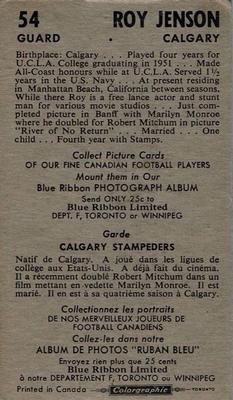 54 ROY JENSON
GUARD - CALGARY
Birthplace: Calgary . . . Played four years for
U.C.L.A. College graduating in 1951 . . . Made
All-Coast honours while at U.C.L.A. Served 1½
years in the U.S. Navy . . . At present residing
in Manhattan Beach, California between seasons.
While there Roy is a free lance actor and stunt
man for various movie studios . . . Just com-
pleted picture in Banff with Marilyn Monroe
where he doubled for Robert Mitchum in picture
"River of No Return" . . . Married . . . One
child . . . Fourth year with Stamps.
Collect Picture Cards
OF OUR FINE CANADIAN FOOTBALL PLAYERS
Mount them in Our
Blue Ribbon PHOTOGRAPH ALBUM
Send ONLY 25c to
Blue Ribbon Limited
DEPT. F, TORONTO or WINNIPEG
Garde
CALGARY STAMPEDERS
Natif de Calgary. A joué dans les ligues de
collège aux Etats-Unis. A déjà fait du cinéma.
Il a recemment doublé Robert Mitchum dans un
film mettant en-vedette Marilyn Monroe. Il est
marié. Il en est à sa quatrième saison à Calgary.
Collectionnez les portraits
DE NOS MERVEILLEUX JOUEURS DE
FOOTBALL CANADIENS
Collez-les dans notre
ALBUM DE PHOTOS "RUBAN BLEU"
Envoyez rien plus que 25 cents
Blue Ribbon Limited
à notre DEPARTEMENT F, TORONTO ou WINNIPEG
Printed in Canada - Colorgraphic TORONTO